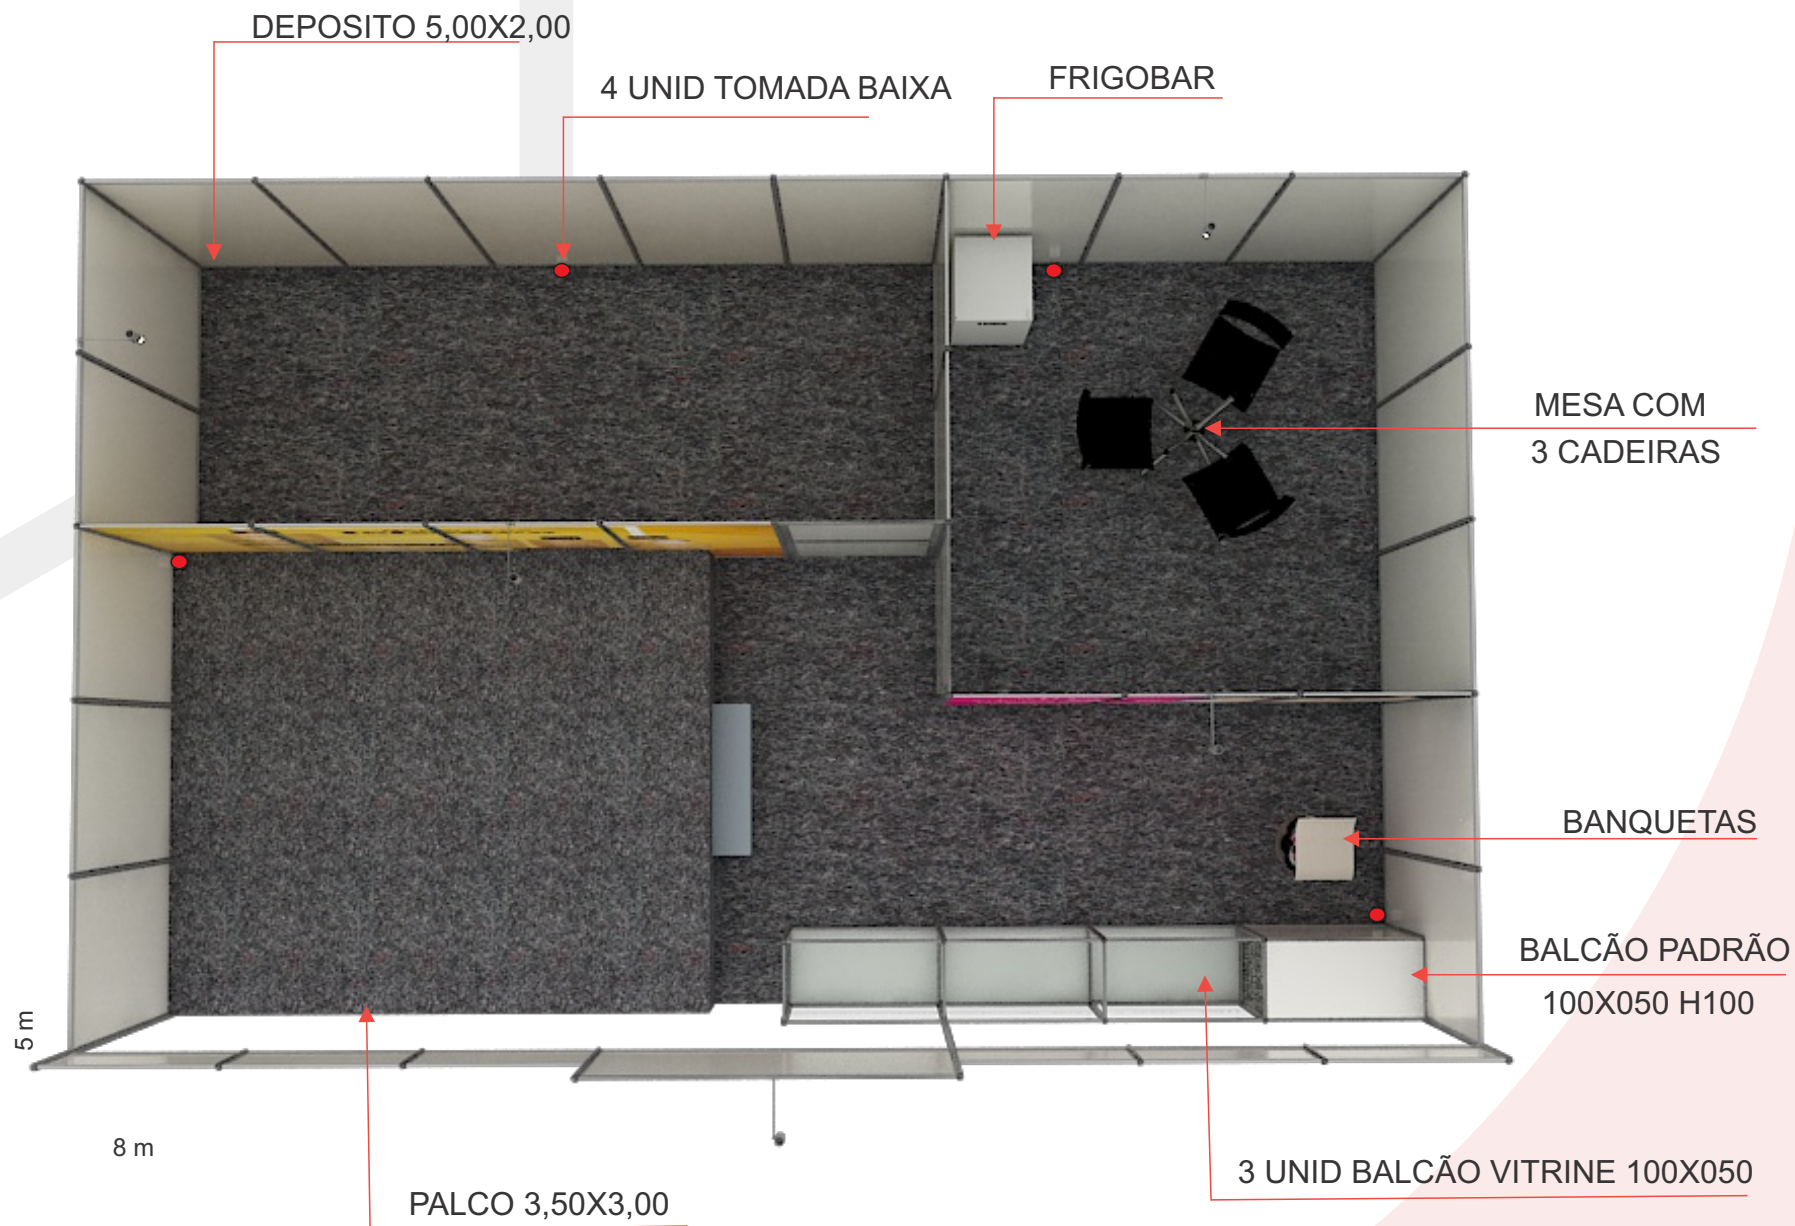 DEPOSITO 5,00X2,00
4 UNID TOMADA BAIXA
FRIGOBAR
MESA COM
3 CADEIRAS
BANQUETAS
BALCÃO PADRÃO
100X050 H100
5 m
8 m
3 UNID BALCÃO VITRINE 100X050
PALCO 3,50X3,00